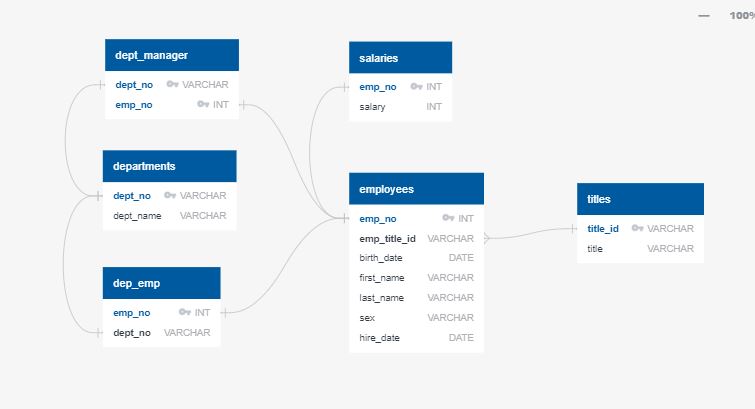 100%
dept_manager
dept_no VARCHAR
emp_no INT
salaries
emp_no INT
salary INT
departments
dept_no VARCHAR
dept_name VARCHAR
employees
emp_no INT
emp_title_id VARCHAR
birth_date DATE
first_name VARCHAR
last_name VARCHAR
sex VARCHAR
hire_date DATE
titles
title_id VARCHAR
title VARCHAR
dep_emp
emp_no INT
dept_no VARCHAR